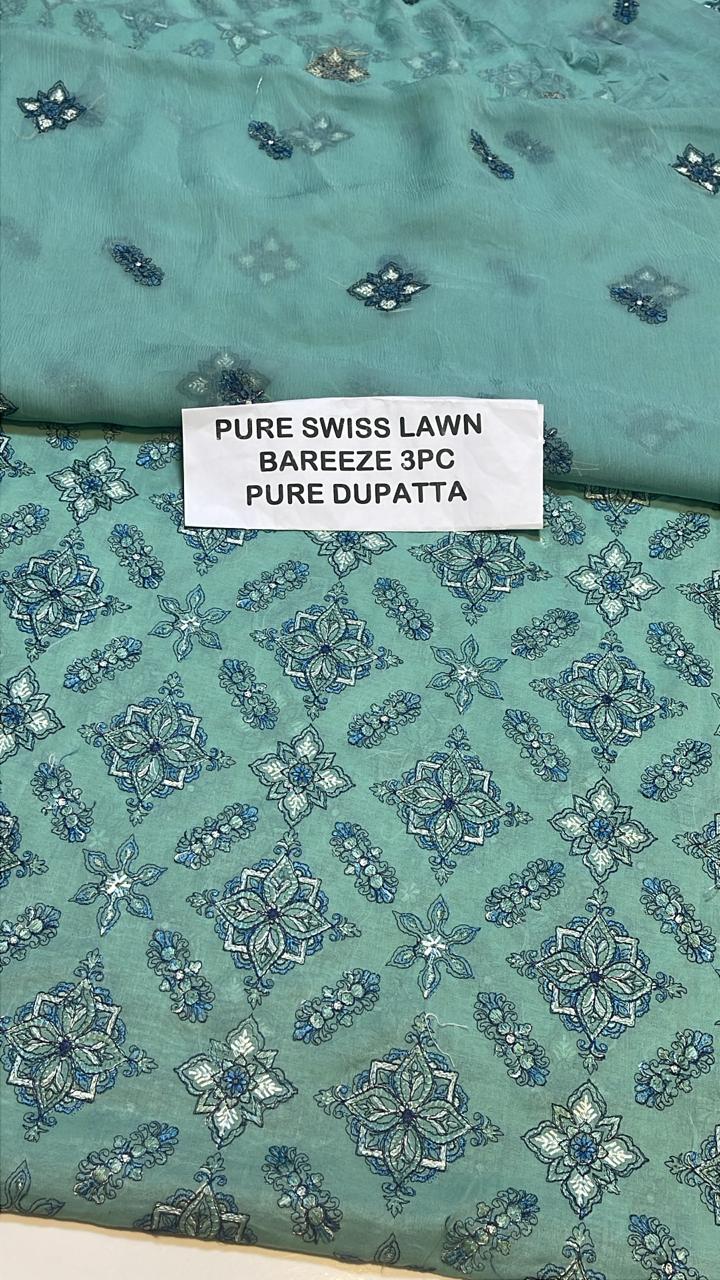 PURE SWISS LAWN
BAREEZE 3PC
PURE DUPATTA